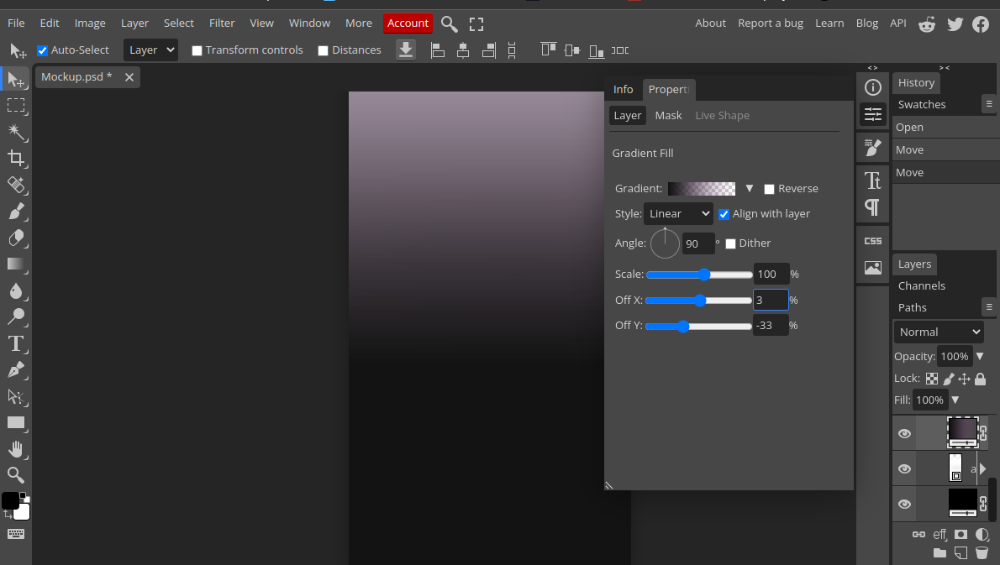 File Edit Image Layer Select Filter View Window More Account About Report a bug Learn Blog API
Auto-Select Layer Transform controls Distances
Mockup.psd *
Info Properti
Layer Mask Live Shape
Gradient Fill
Gradient: Reverse
Style: Linear Align with layer
Angle: 90 ° Dither
Scale: 100 %
Off X: 3 %
Off Y: -33 %
CSS
History
Swatches
Open
Move
Move
Layers
Channels
Paths
Normal
Opacity: 100%
Lock:
Fill: 100%
a
eff